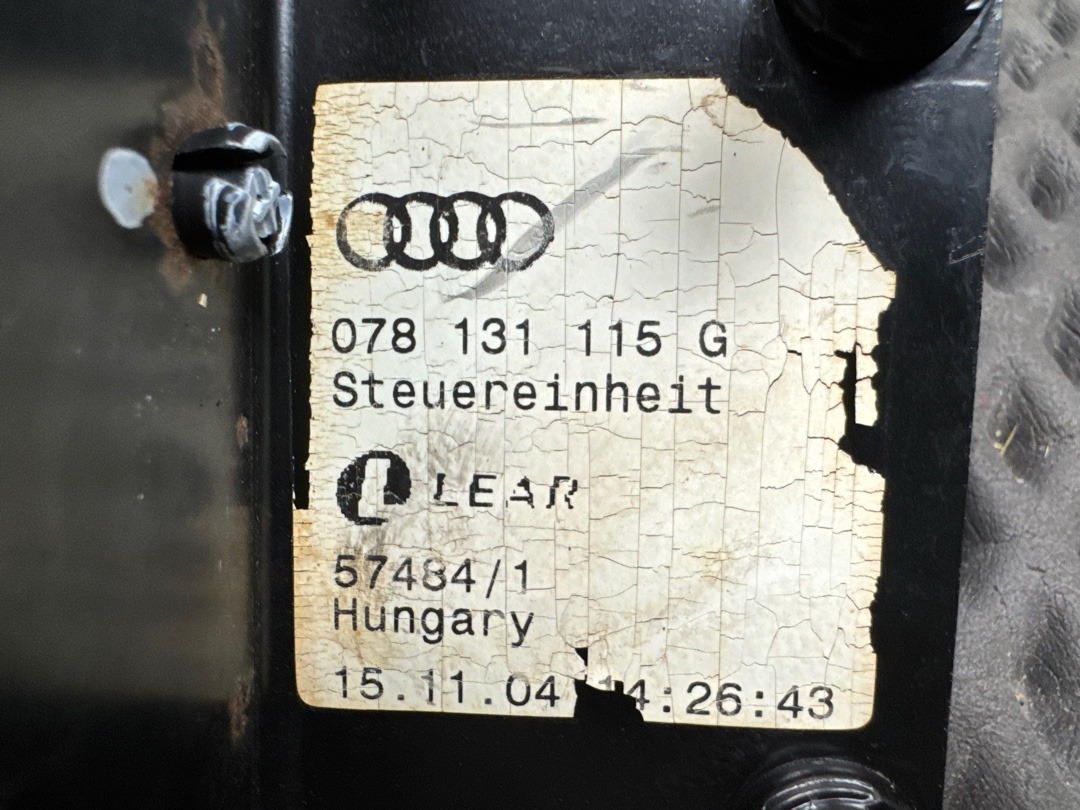 078 131 115 G
Steuereinheit
LEAR
57484/1
Hungary
15.11.04 14:26:43